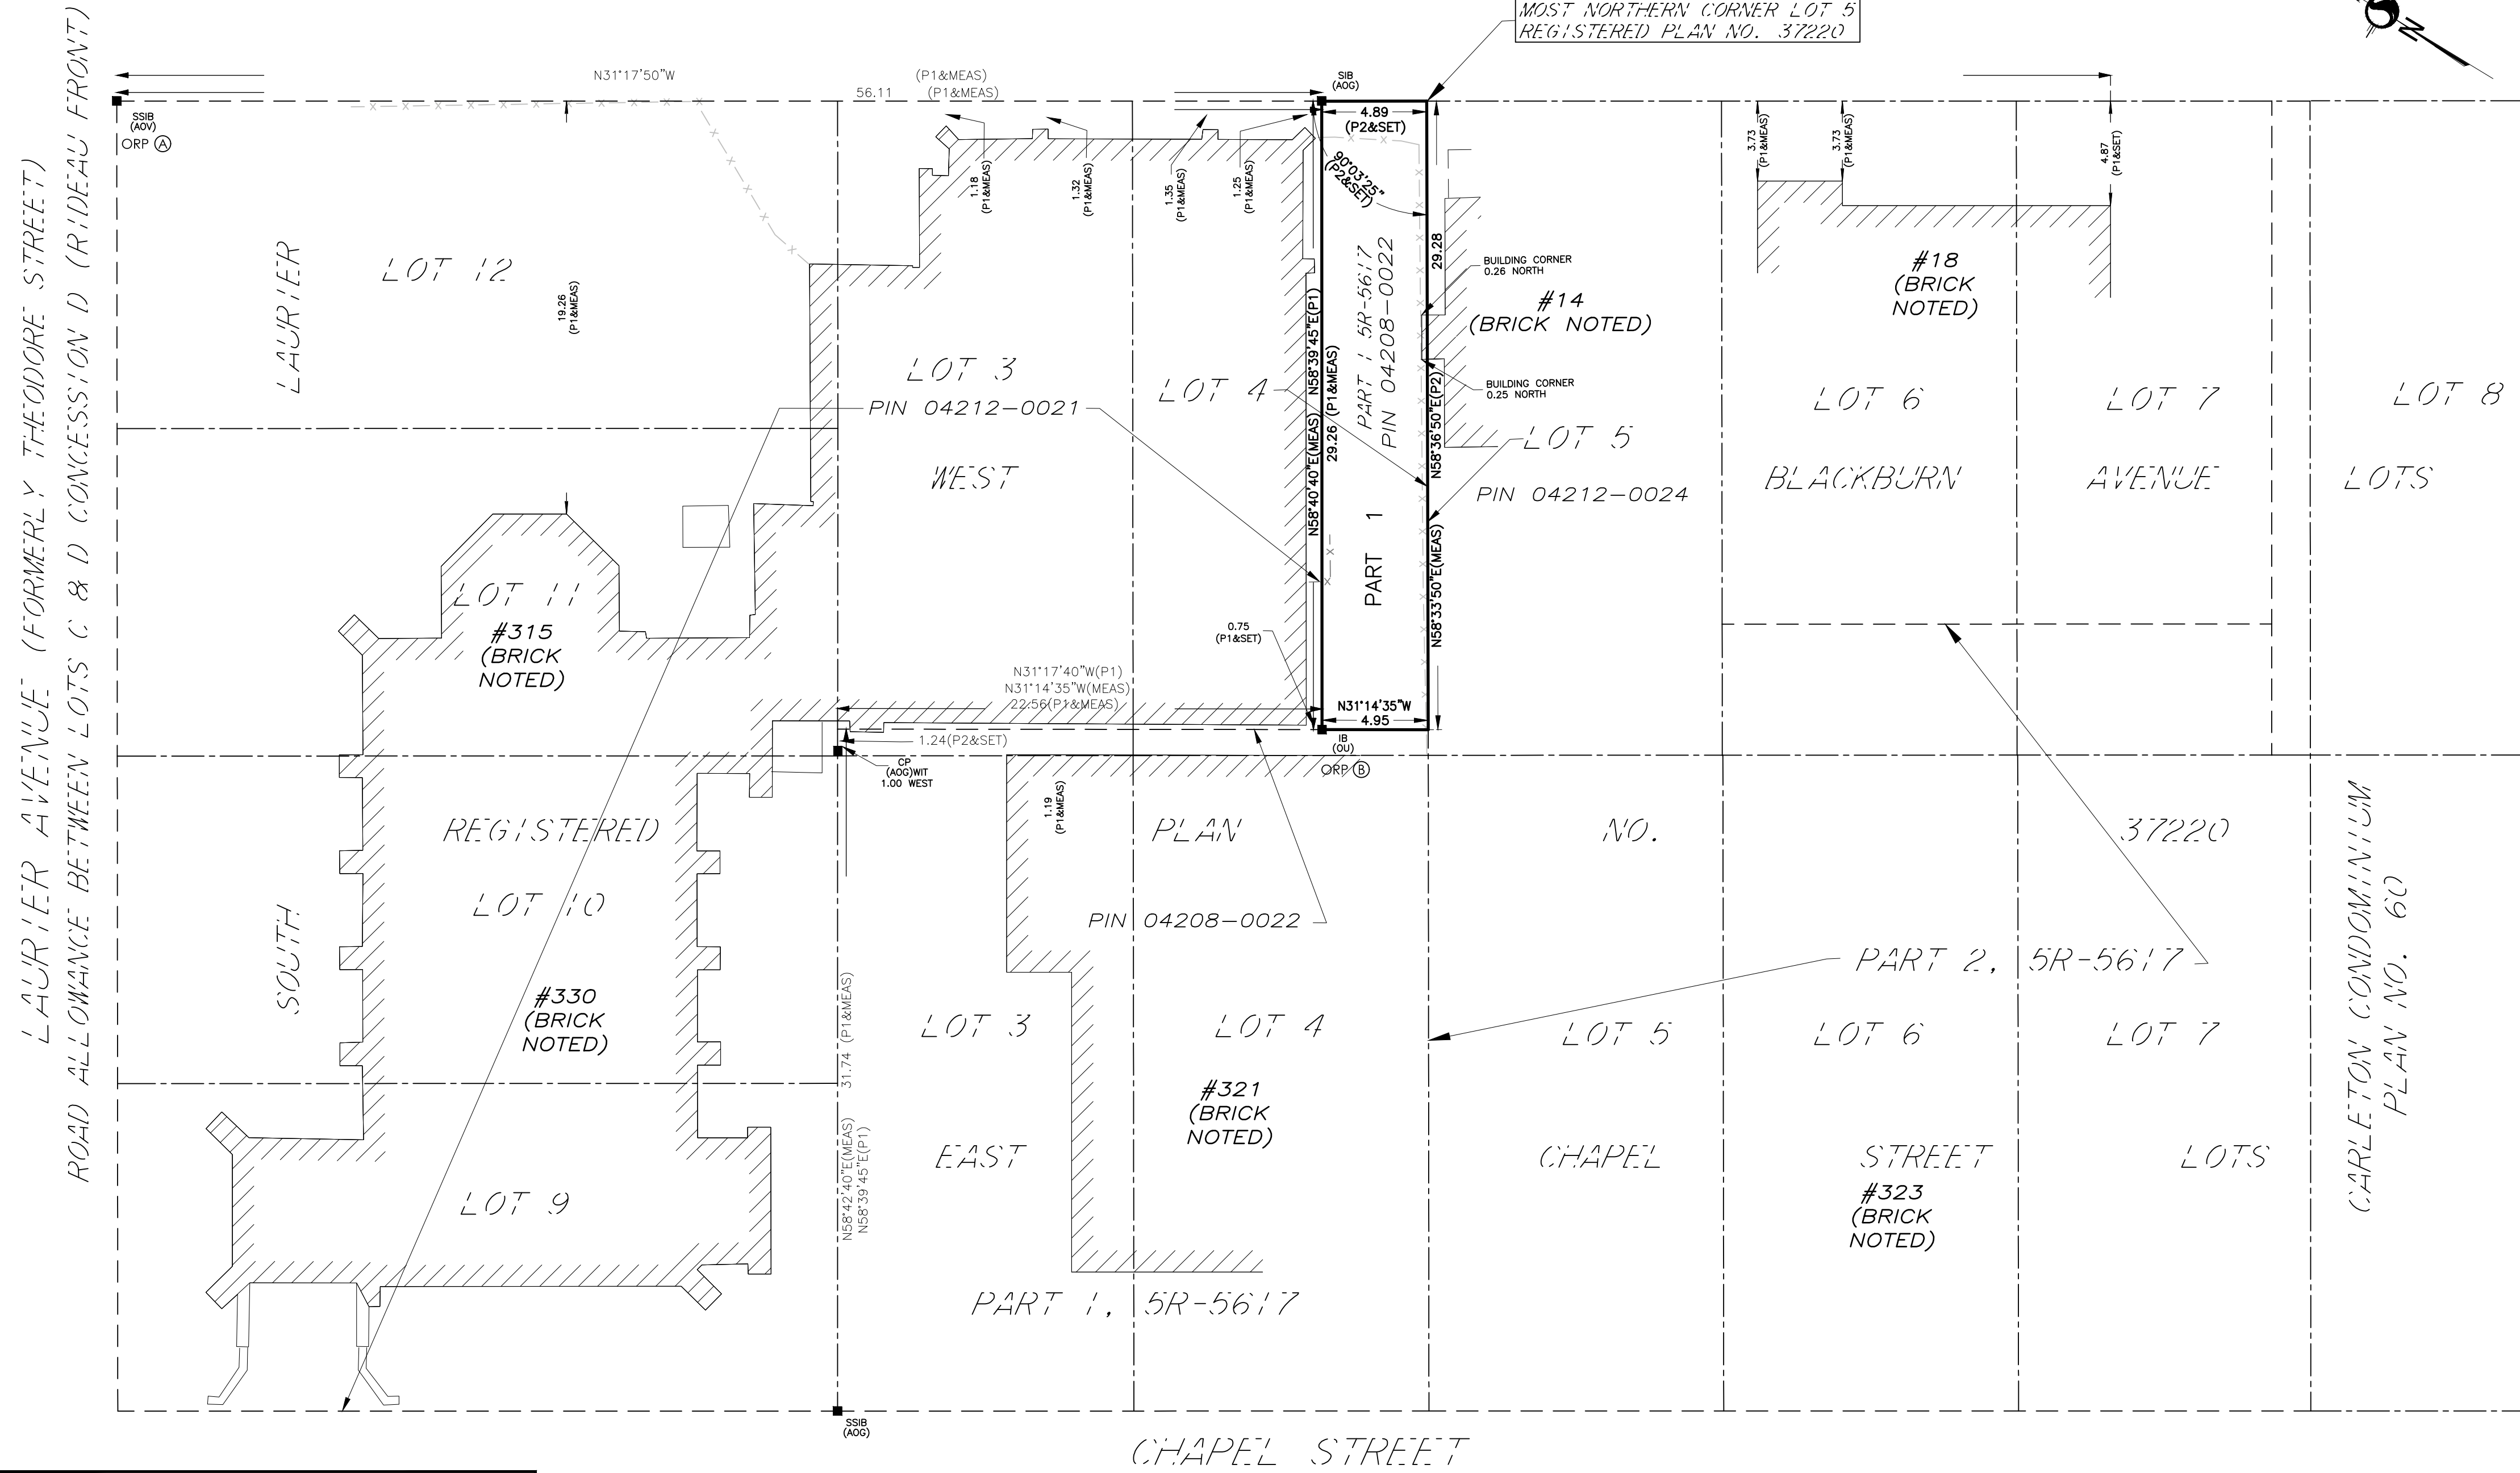 MOST NORTHERN CORNER LOT 5
REGISTERED PLAN NO. 37220
N
N31°17'50"W
(P1&MEAS)
56.11
(P1&MEAS)
SIB
(AOG)
SSIB
(AOV)
ORP A
4.89
(P2&SET)
90°03'25"
(P2&SET)
1.18
(P1&MEAS)
1.32
(P1&MEAS)
1.35
(P1&MEAS)
1.25
(P1&MEAS)
3.73
(P1&MEAS)
3.73
(P1&MEAS)
4.87
(P1&SET)
LAURIER AVENUE (FORMERLY THEODORE STREET)
ROAD ALLOWANCE BETWEEN LOTS C & D CONCESSION D (RIDEAU FRONT)
LAURIER
LOT 12
19.26
(P1&MEAS)
LOT 3
LOT 4
PIN 04212-0021
WEST
N58°39'45"E(P1)
N58°40'40"E(MEAS)
29.26 (P1&MEAS)
PART 1 5R-5617
PIN 04208-0022
PART 1
29.28
N58°36'50"E(P2)
N58°33'50"E(MEAS)
BUILDING CORNER
0.26 NORTH
#14
(BRICK NOTED)
BUILDING CORNER
0.25 NORTH
LOT 5
PIN 04212-0024
#18
(BRICK
NOTED)
LOT 6
LOT 7
LOT 8
BLACKBURN
AVENUE
LOTS
LOT 11
#315
(BRICK
NOTED)
0.75
(P1&SET)
N31°17'40"W(P1)
N31°14'35"W(MEAS)
22.56(P1&MEAS)
N31°14'35"W
4.95
1.24(P2&SET)
CP
(AOG)WIT
1.00 WEST
IB
(OU)
ORP B
1.19
(P1&MEAS)
REGISTERED
PLAN
NO.
37220
LOT 10
SOUTH
PIN 04208-0022
PART 2, 5R-5617
#330
(BRICK
NOTED)
31.74 (P1&MEAS)
N58°42'40"E(MEAS)
N58°39'45"E(P1)
LOT 3
LOT 4
LOT 5
LOT 6
LOT 7
CARLETON CONDOMINIUM
PLAN NO. 60
#321
(BRICK
NOTED)
EAST
CHAPEL
STREET
LOTS
#323
(BRICK
NOTED)
LOT 9
PART 1, 5R-5617
SSIB
(AOG)
CHAPEL STREET